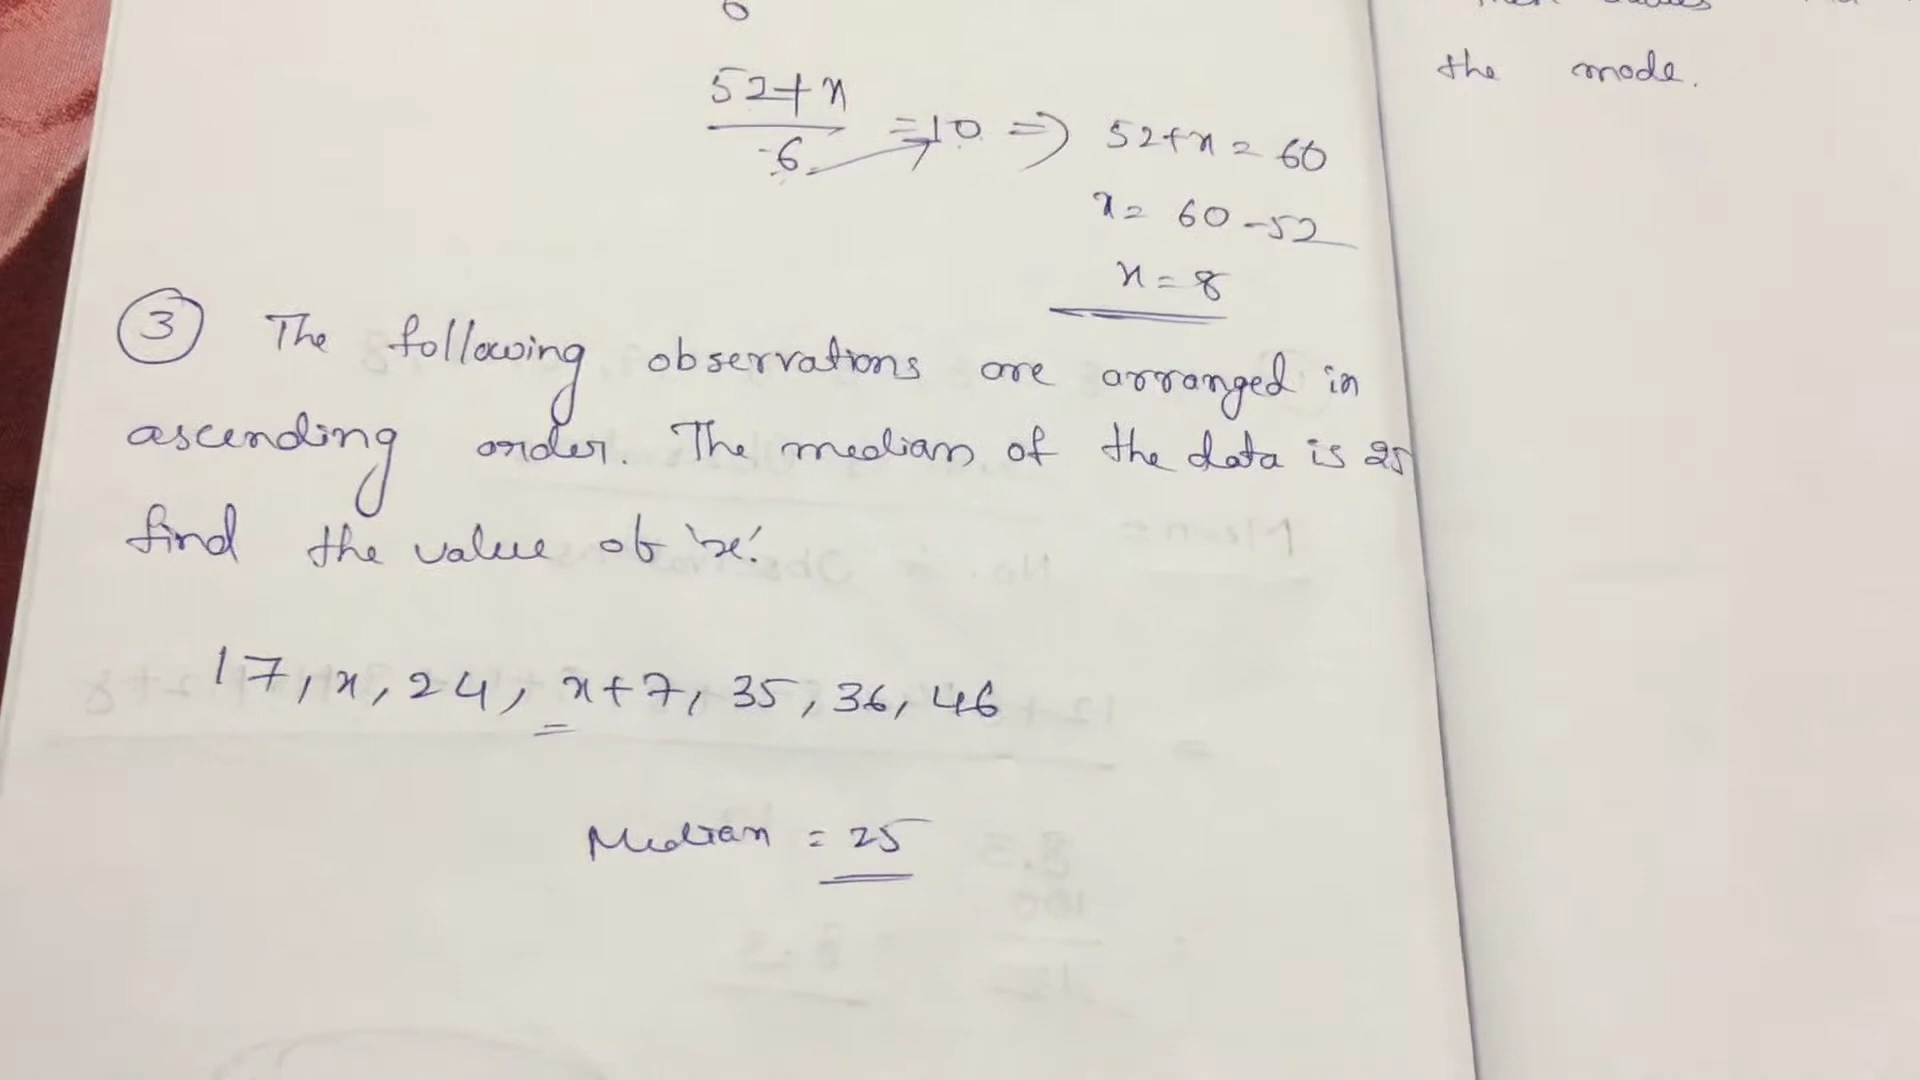 52+x
6
=10 => 52+x = 60
x = 60-52
x = 8
3 The following observations are arranged in
ascending order. The median of the data is 25
find the value of 'x'.
17, x, 24, x+7, 35, 36, 46
Median = 25
the mode.